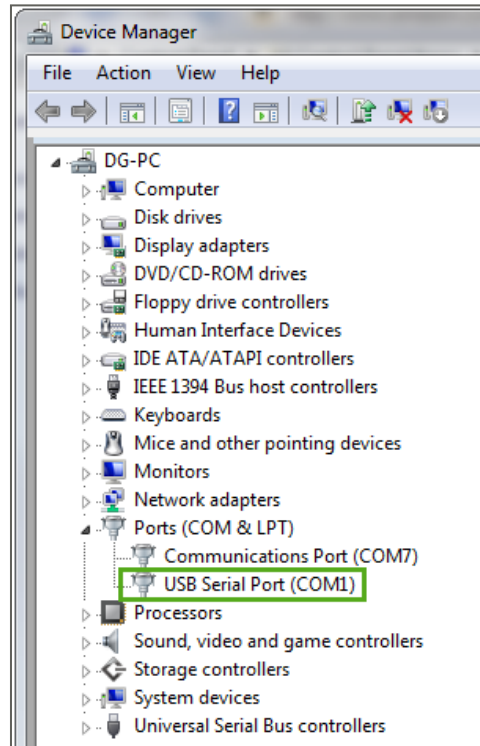 Device Manager
File Action View Help
DG-PC
Computer
Disk drives
Display adapters
DVD/CD-ROM drives
Floppy drive controllers
Human Interface Devices
IDE ATA/ATAPI controllers
IEEE 1394 Bus host controllers
Keyboards
Mice and other pointing devices
Monitors
Network adapters
Ports (COM & LPT)
Communications Port (COM7)
USB Serial Port (COM1)
Processors
Sound, video and game controllers
Storage controllers
System devices
Universal Serial Bus controllers